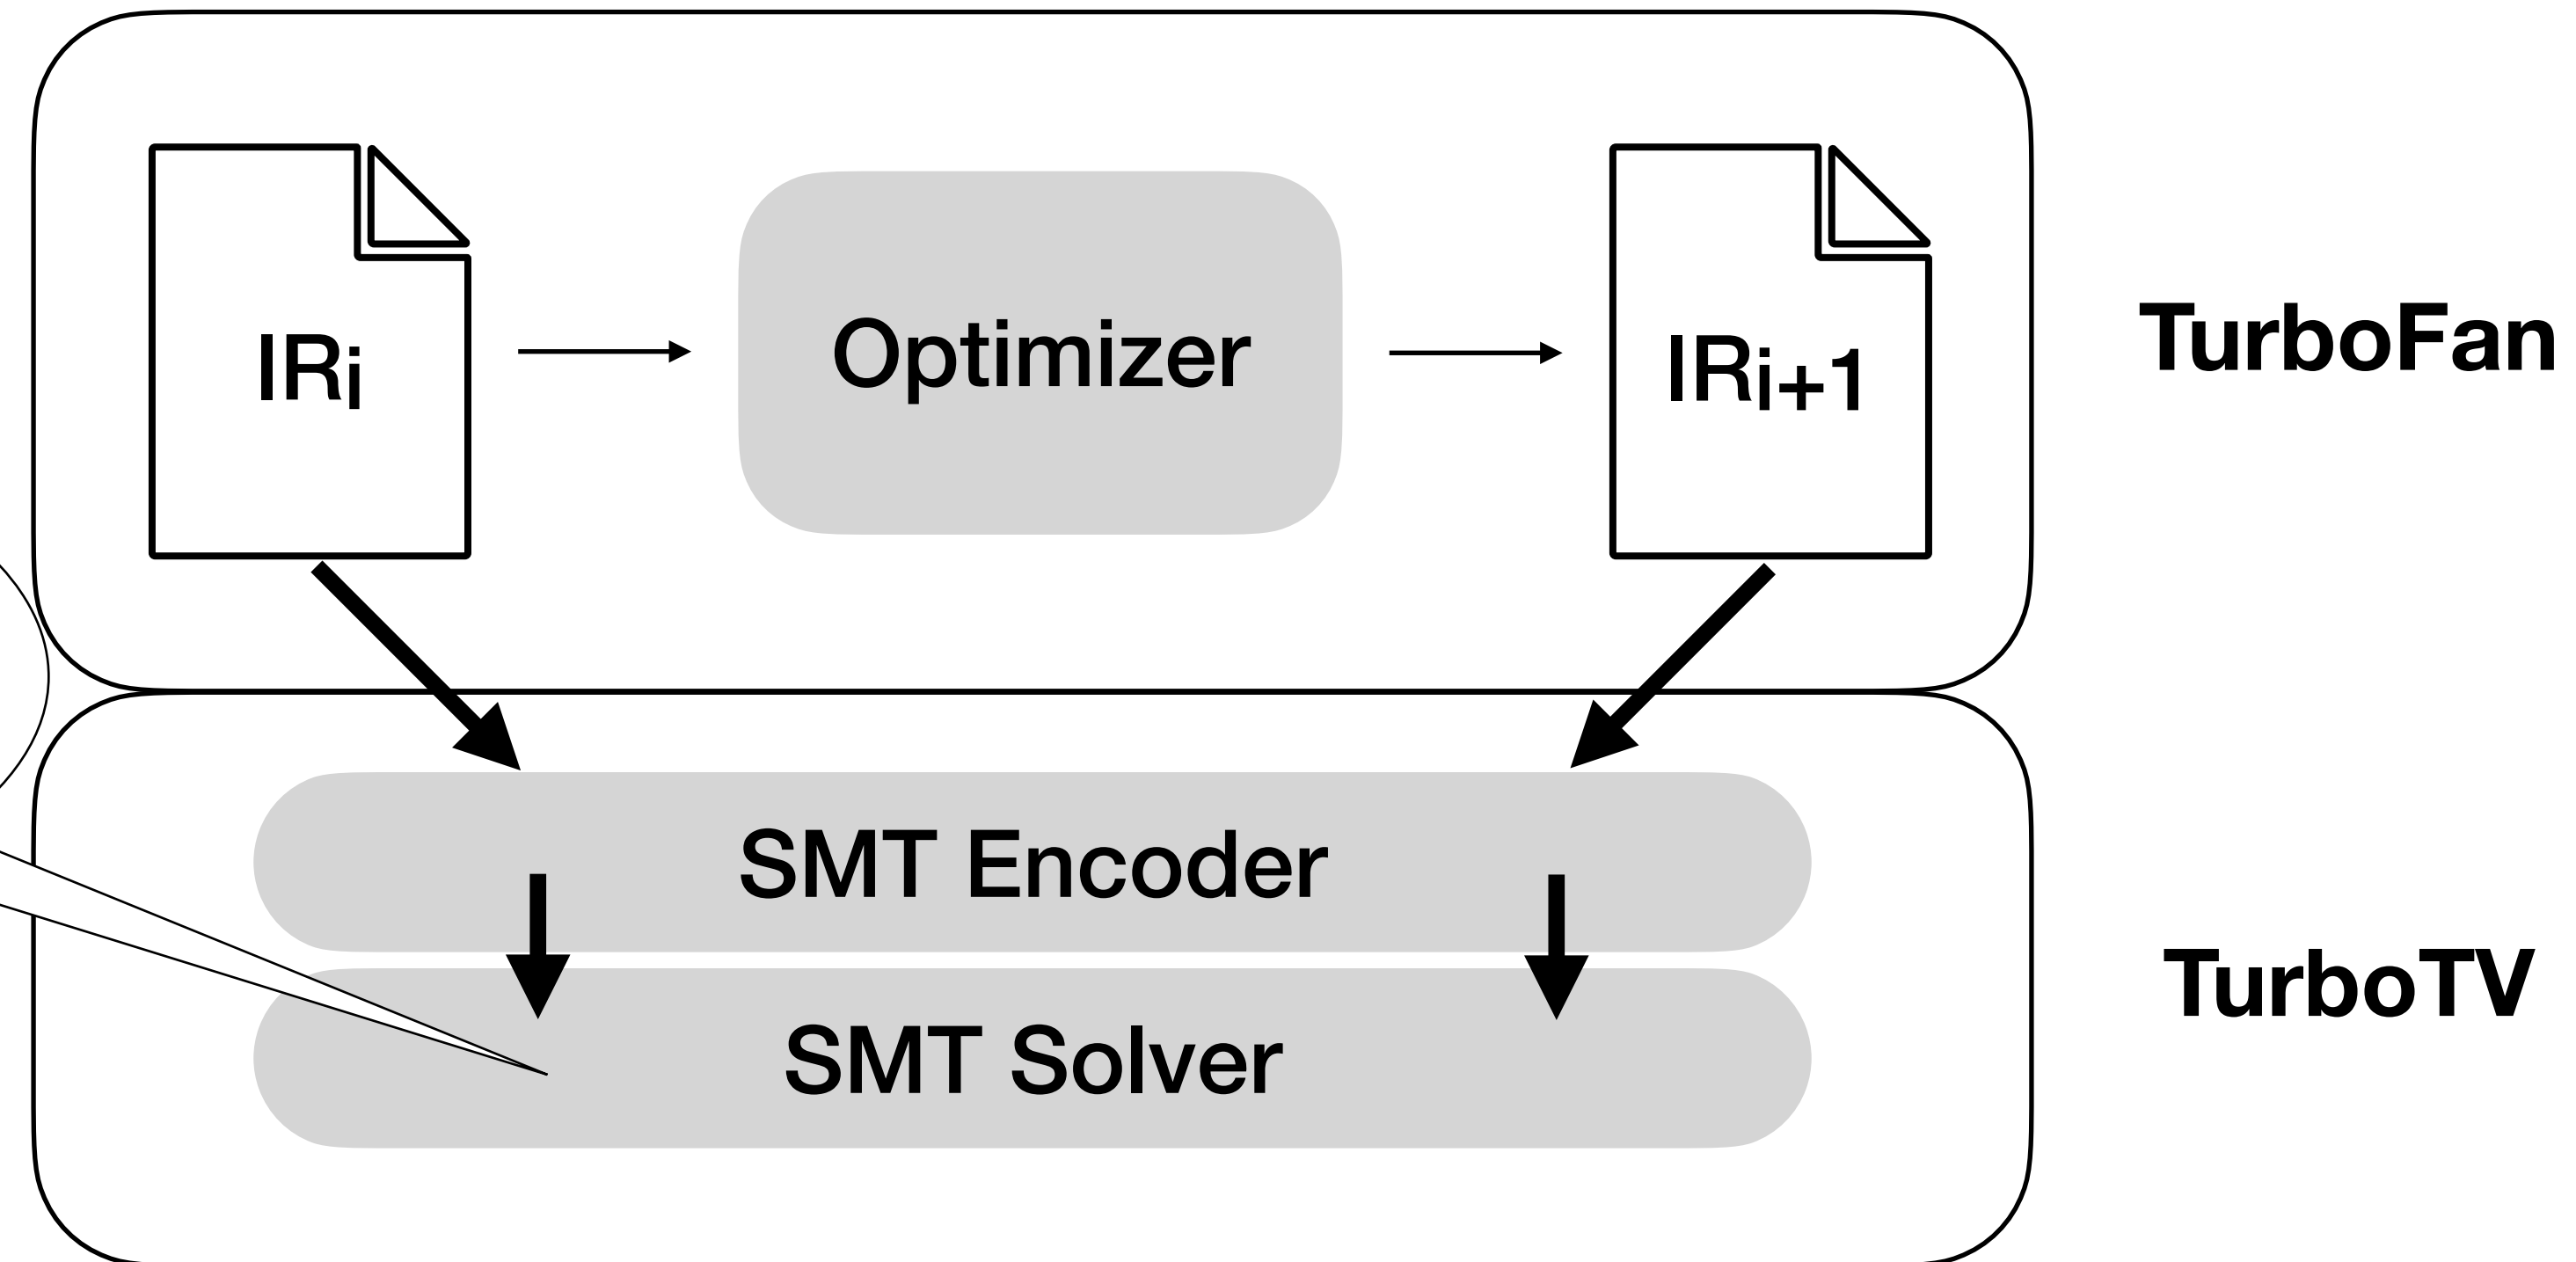 IRi
Optimizer
IRi+1
TurboFan
SMT Encoder
SMT Solver
TurboTV